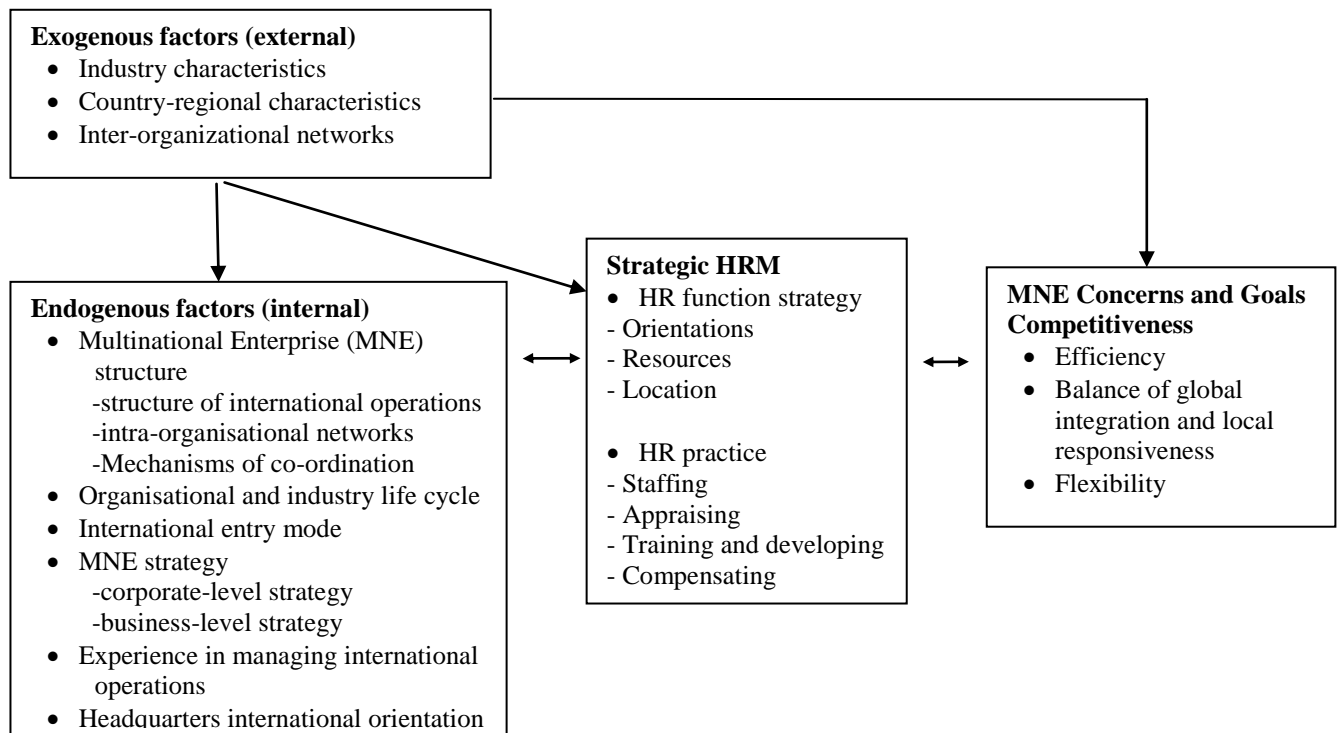 Exogenous factors (external)
• Industry characteristics
• Country-regional characteristics
• Inter-organizational networks
Endogenous factors (internal)
• Multinational Enterprise (MNE)
structure
-structure of international operations
-intra-organisational networks
-Mechanisms of co-ordination
• Organisational and industry life cycle
• International entry mode
• MNE strategy
-corporate-level strategy
-business-level strategy
• Experience in managing international
operations
• Headquarters international orientation
Strategic HRM
• HR function strategy
- Orientations
- Resources
- Location
• HR practice
- Staffing
- Appraising
- Training and developing
- Compensating
MNE Concerns and Goals
Competitiveness
• Efficiency
• Balance of global
integration and local
responsiveness
• Flexibility